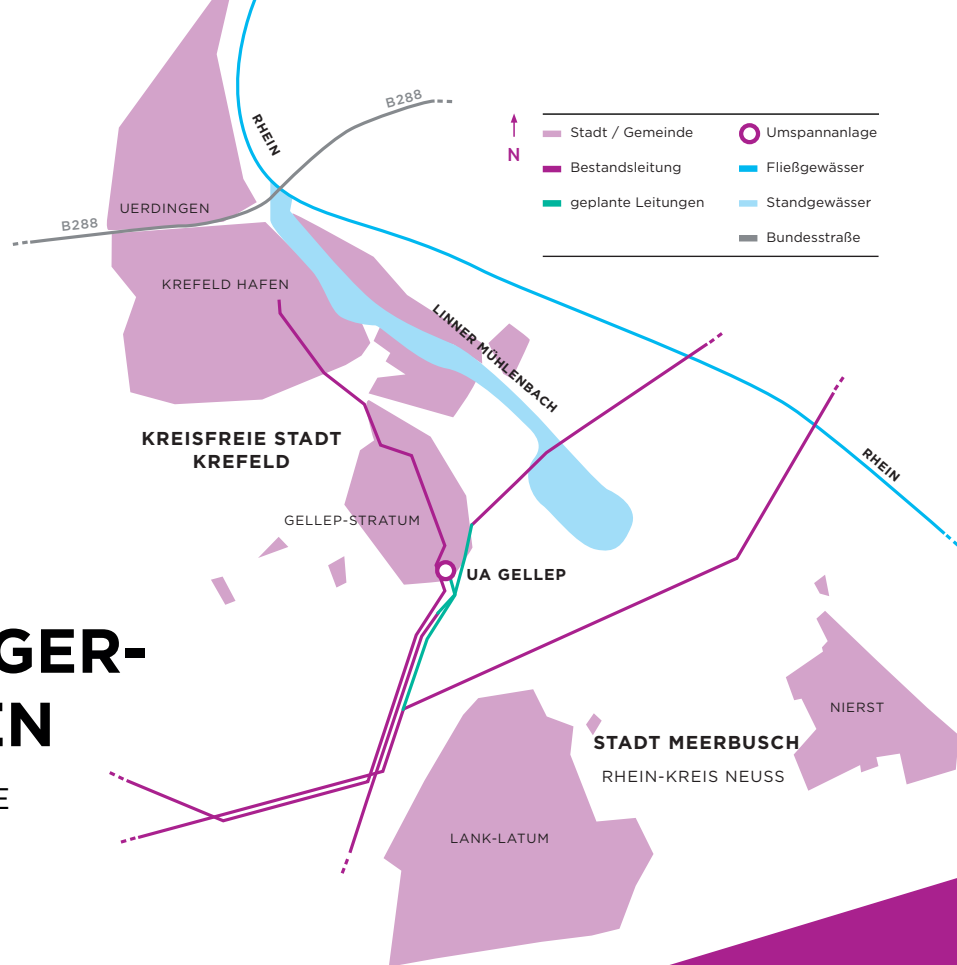 B288
RHEIN
N
Stadt / Gemeinde
Umspannanlage
Bestandsleitung
Fließgewässer
geplante Leitungen
Standgewässer
Bundesstraße
UERDINGEN
B288
KREFELD HAFEN
LINNER MÜHLENBACH
KREISFREIE STADT
KREFELD
RHEIN
GELLEP-STRATUM
UA GELLEP
GER-
EN
E
NIERST
STADT MEERBUSCH
RHEIN-KREIS NEUSS
LANK-LATUM